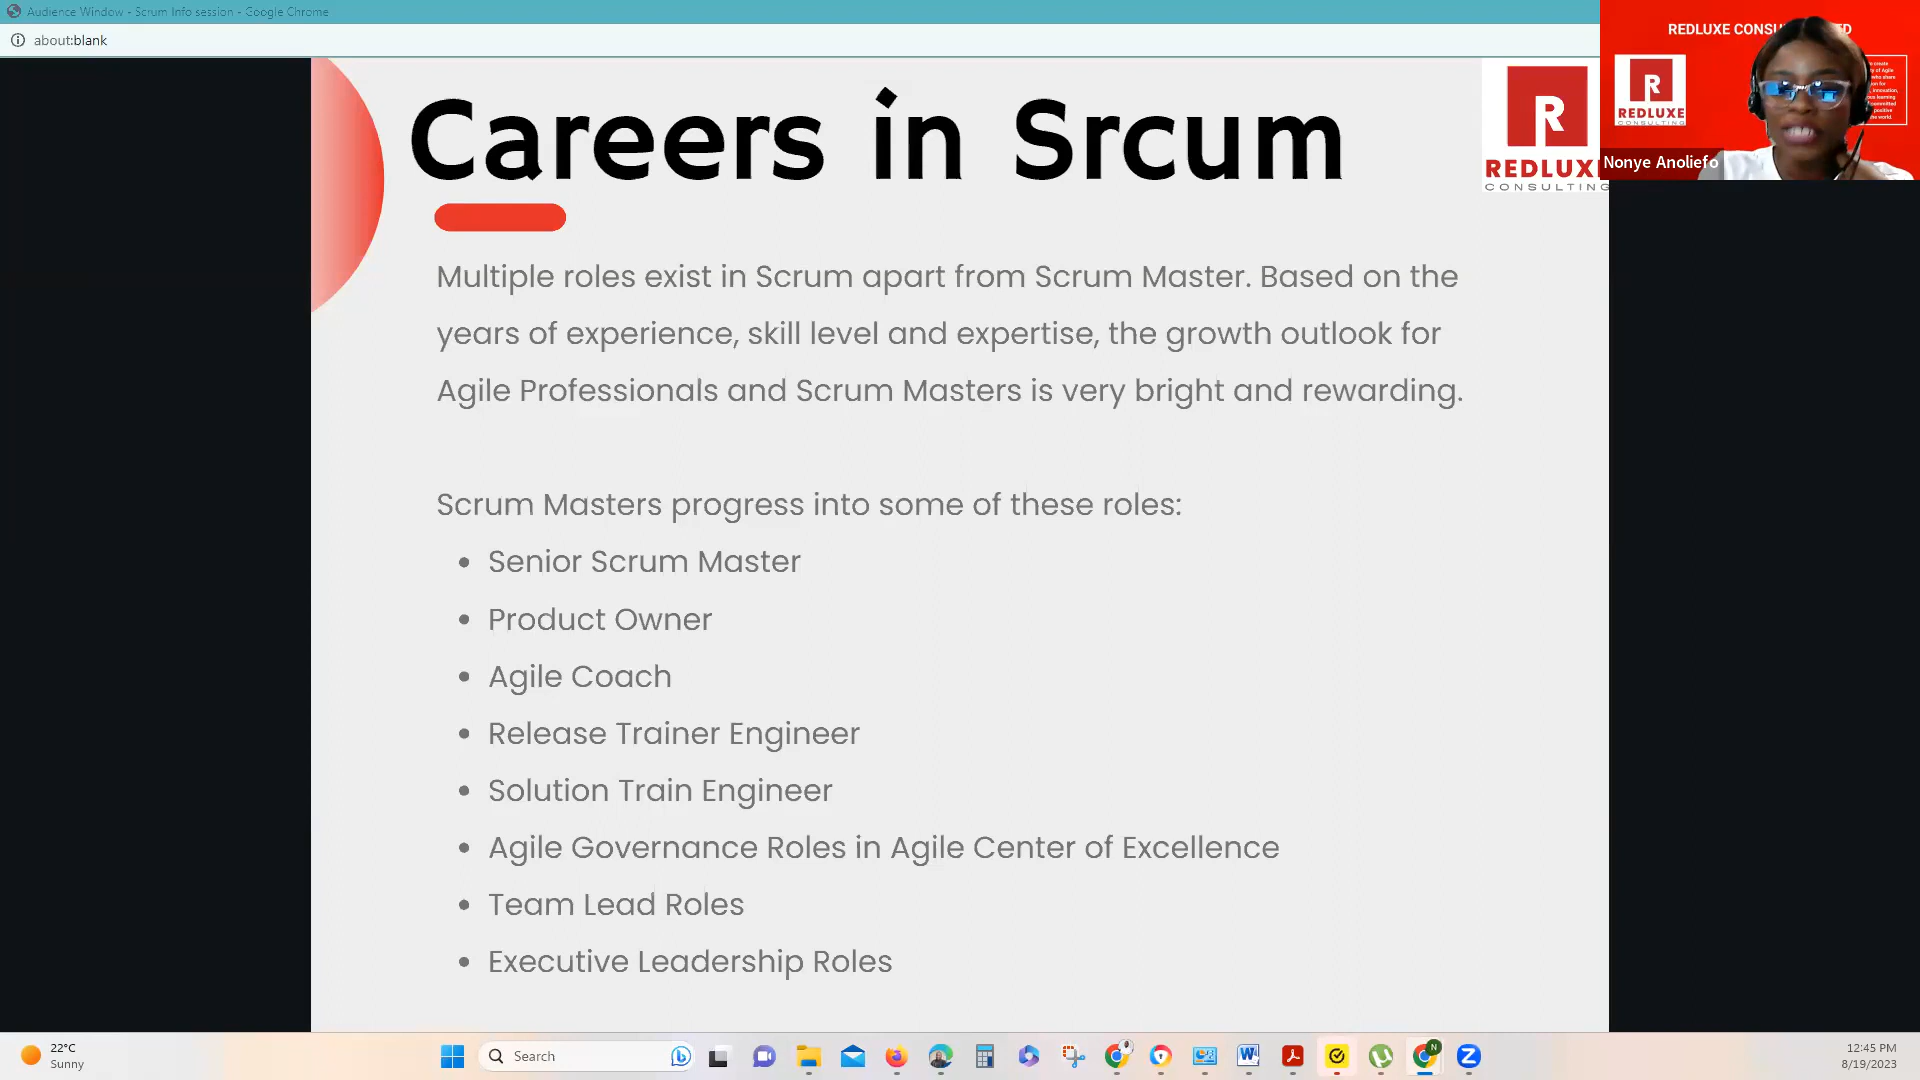 Audience Window - Scrum Info session - Google Chrome
about:blank
REDLUXE CONSU
D
R
REDLUXE
CONSULTING
Nonye Anoliefo
Careers in Srcum
R
REDLUXE
CONSULTING
Multiple roles exist in Scrum apart from Scrum Master. Based on the
years of experience, skill level and expertise, the growth outlook for
Agile Professionals and Scrum Masters is very bright and rewarding.
Scrum Masters progress into some of these roles:
• Senior Scrum Master
• Product Owner
• Agile Coach
• Release Trainer Engineer
• Solution Train Engineer
• Agile Governance Roles in Agile Center of Excellence
• Team Lead Roles
• Executive Leadership Roles
22°C
Sunny
Search
12:45 PM
8/19/2023